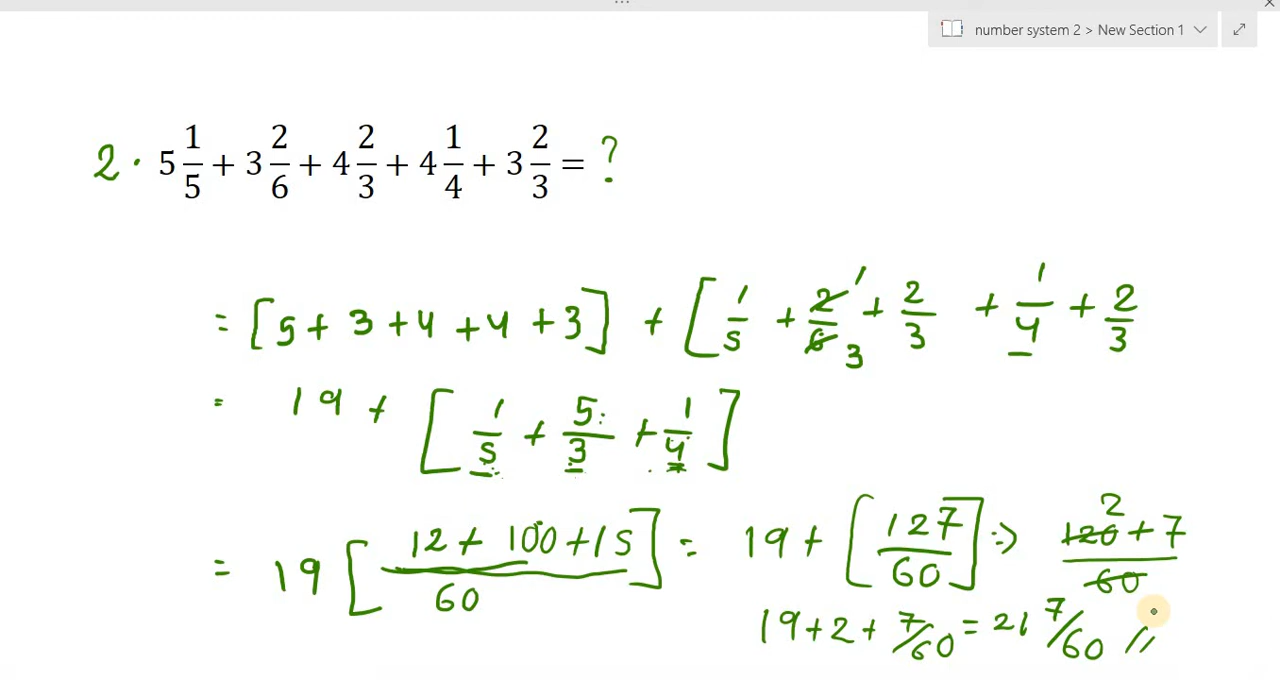 number system 2 > New Section 1
2. 5 1/5 + 3 2/6 + 4 2/3 + 4 1/4 + 3 2/3 = ?
= [5 + 3 + 4 + 4 + 3] + [1/5 + 2/6 1/3 + 2/3 + 1/4 + 2/3
= 19 + [1/5 + 5/3 + 1/4]
= 19 [12 + 100 + 15 / 60] = 19 + [127/60] => 2 120 + 7 / 60
19 + 2 + 7/60 = 21 7/60 //